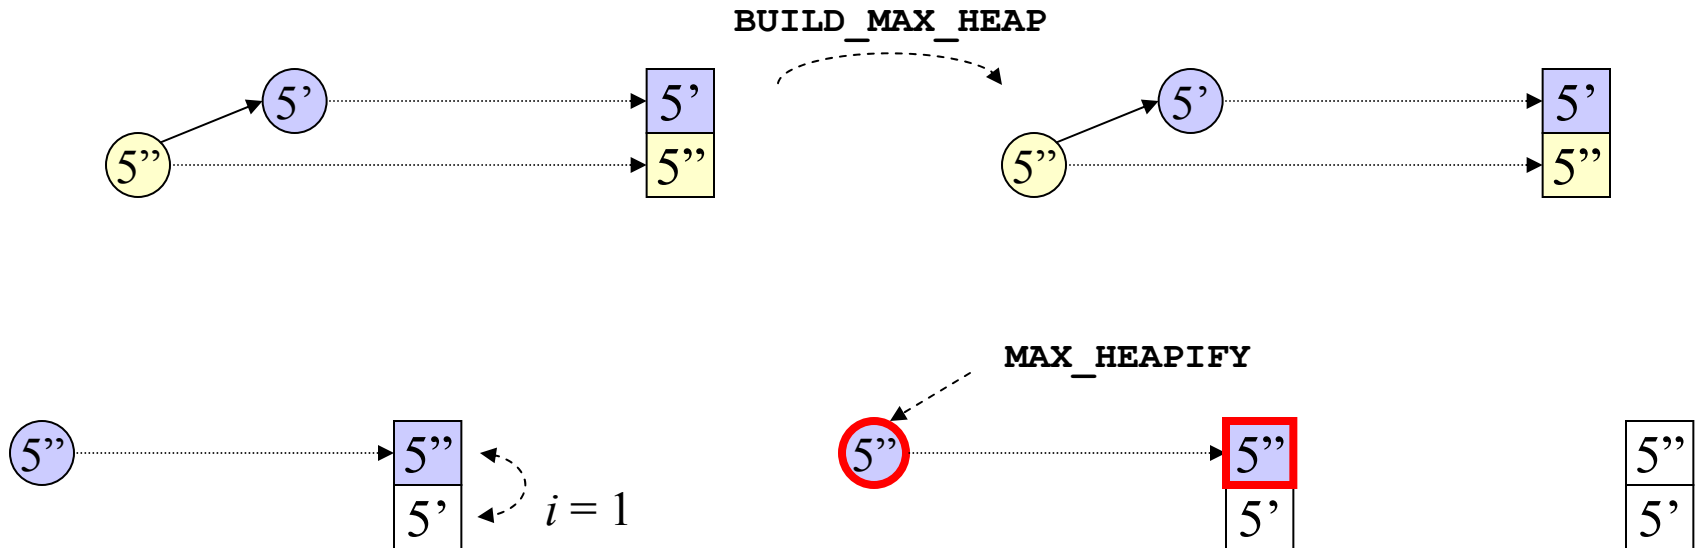 BUILD_MAX_HEAP
5’ 5’ 5’ 5’
5” 5” 5” 5”
MAX_HEAPIFY
5” 5” 5” 5” 5”
5’ i = 1 5’ 5’